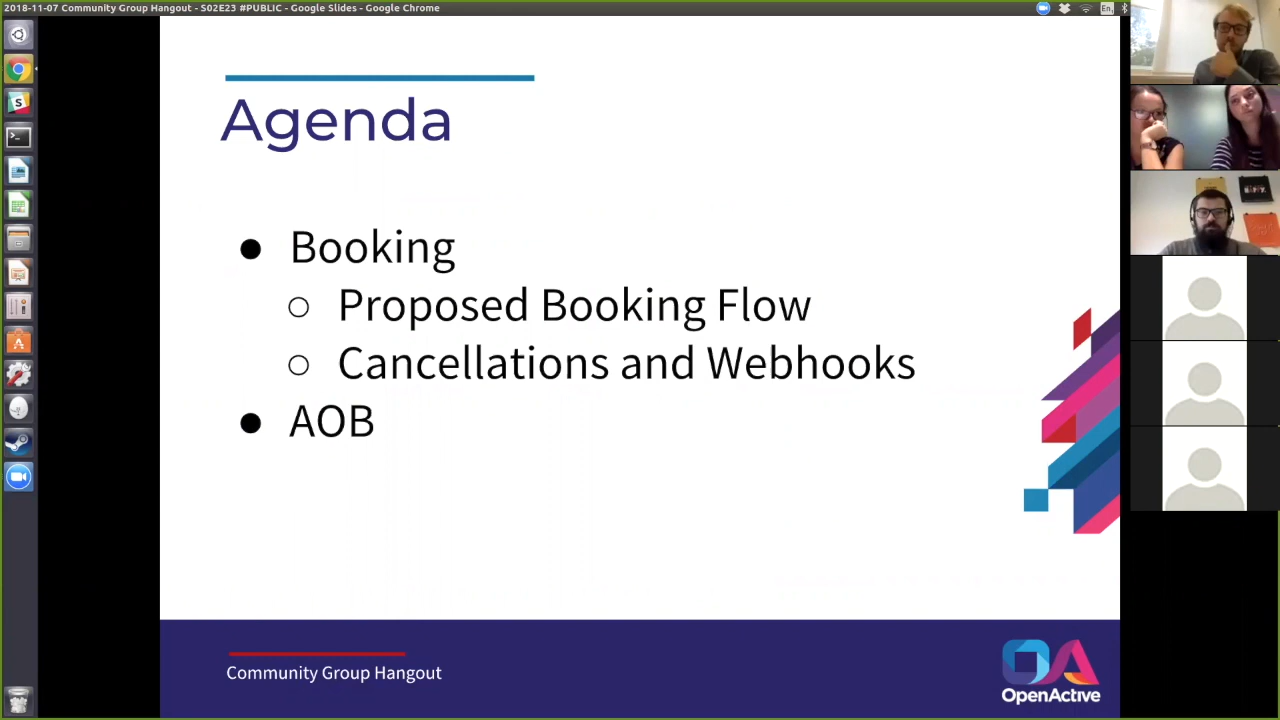 2018-11-07 Community Group Hangout - S02E23 #PUBLIC - Google Slides - Google Chrome
En
Agenda
● Booking
○ Proposed Booking Flow
○ Cancellations and Webhooks
● AOB
Community Group Hangout
OpenActive